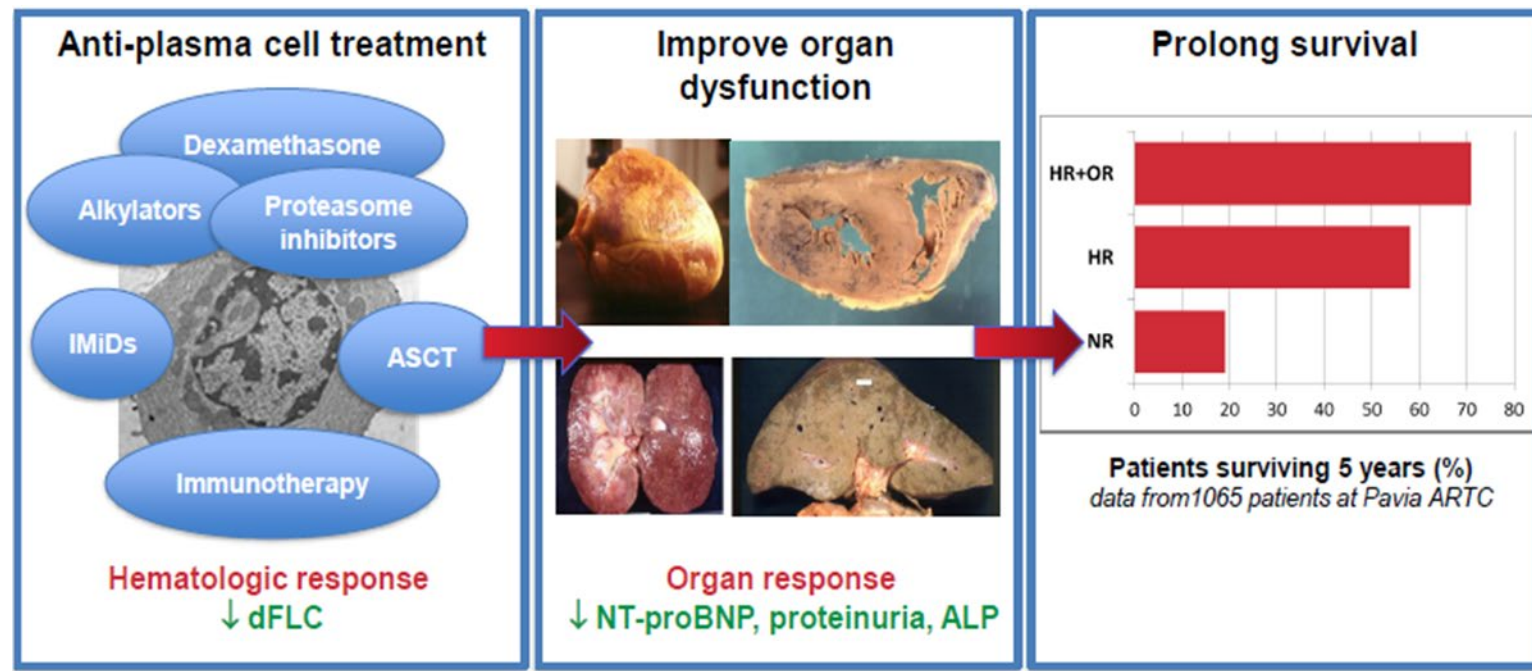 Anti-plasma cell treatment
Dexamethasone
Alkylators
Proteasome
inhibitors
IMiDs
ASCT
Immunotherapy
Hematologic response
↓ dFLC
Improve organ
dysfunction
Organ response
↓ NT-proBNP, proteinuria, ALP
Prolong survival
HR+OR
HR
NR
0 10 20 30 40 50 60 70 80
Patients surviving 5 years (%)
data from1065 patients at Pavia ARTC